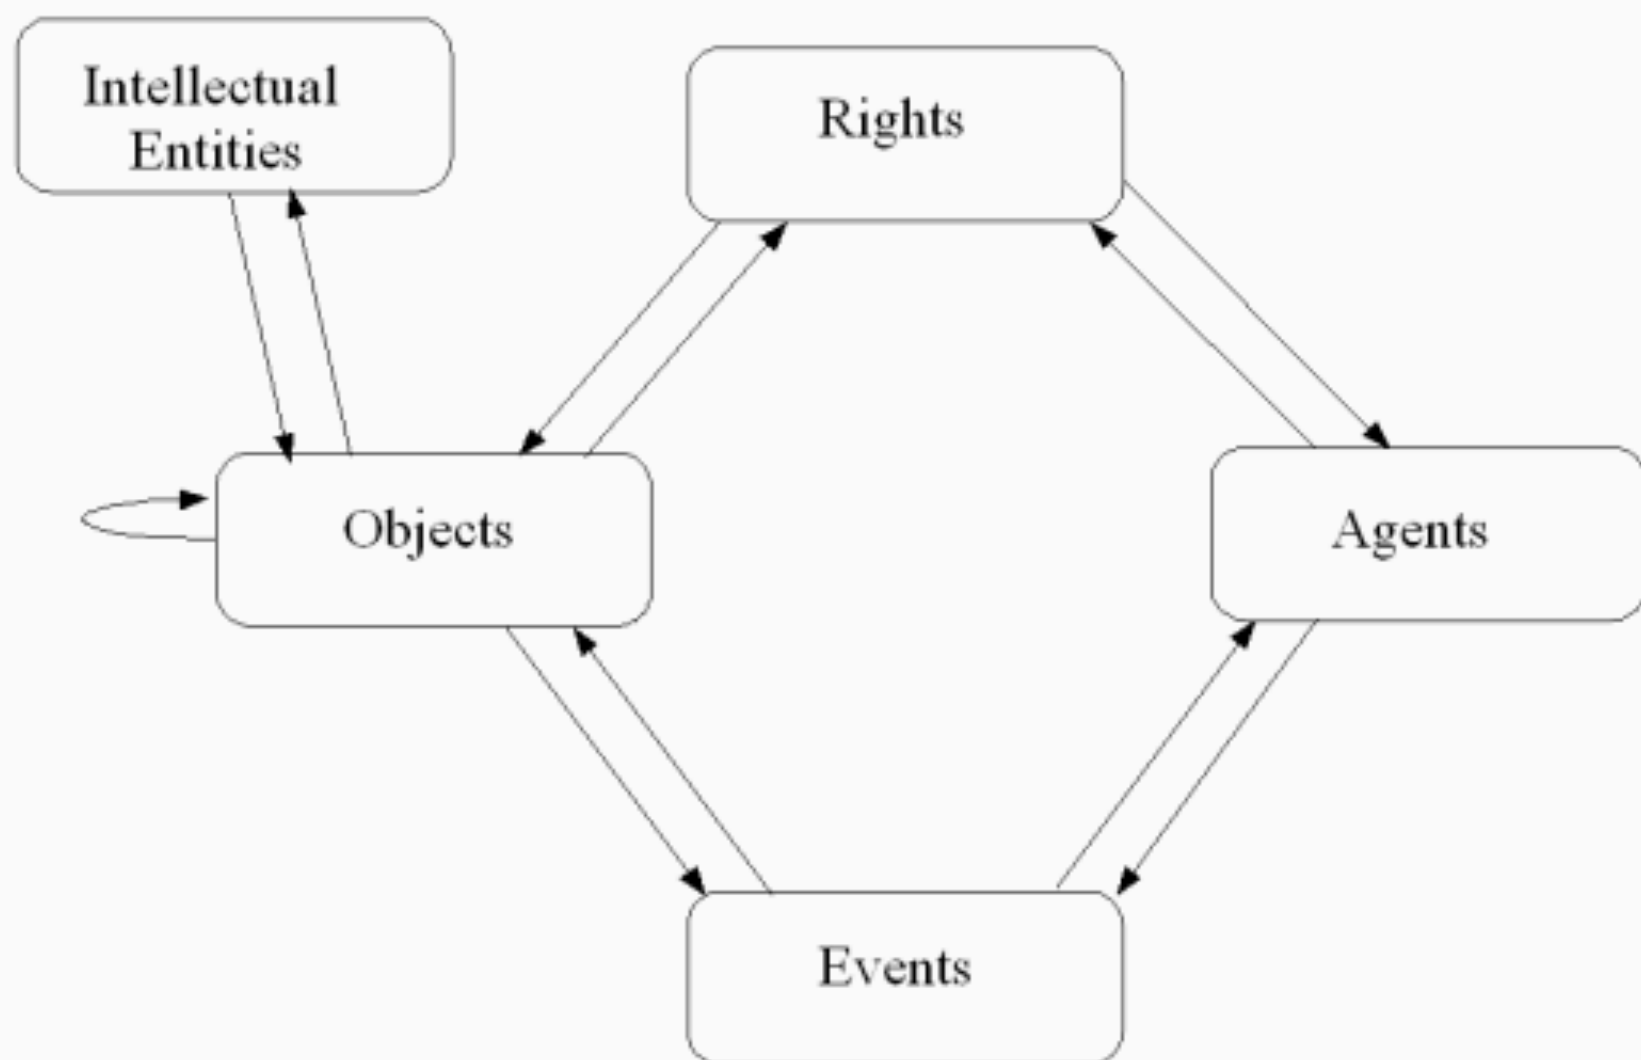 Intellectual
Entities
Rights
Objects
Agents
Events